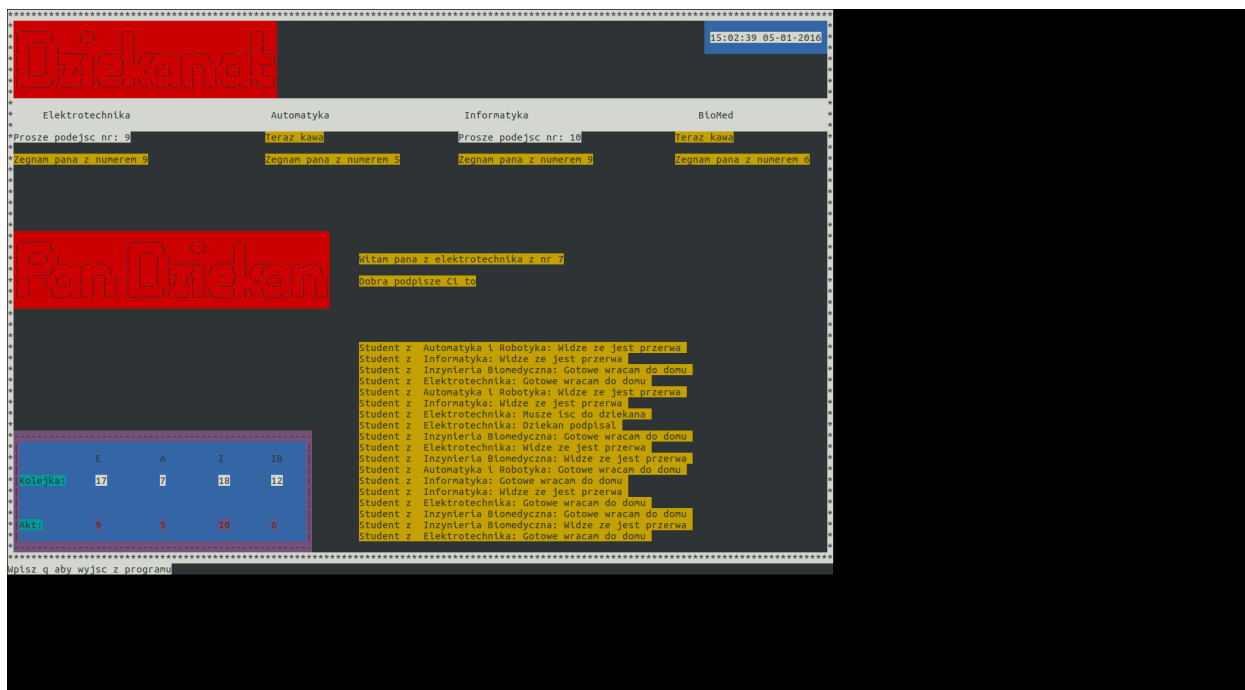 Dziekanat
15:02:39 05-01-2016
Elektrotechnika Automatyka Informatyka BioMed
Prosze podejsc nr: 9 Teraz kawa Prosze podejsc nr: 10 Teraz kawa
Zegnam pana z numerem 9 Zegnam pana z numerem 5 Zegnam pana z numerem 9 Zegnam pana z numerem 6
Pan Dziekan
Witam pana z elektrotechnika z nr 7
Dobra podpisze Ci to
Student z Automatyka i Robotyka: Widze ze jest przerwa
Student z Informatyka: Widze ze jest przerwa
Student z Inzynieria Biomedyczna: Gotowe wracam do domu
Student z Elektrotechnika: Gotowe wracam do domu
Student z Automatyka i Robotyka: Widze ze jest przerwa
Student z Informatyka: Widze ze jest przerwa
Student z Elektrotechnika: Musze isc do dziekana
Student z Elektrotechnika: Dziekan podpisal
Student z Inzynieria Biomedyczna: Gotowe wracam do domu
Student z Elektrotechnika: Widze ze jest przerwa
Student z Inzynieria Biomedyczna: Widze ze jest przerwa
Student z Automatyka i Robotyka: Gotowe wracam do domu
Student z Informatyka: Gotowe wracam do domu
Student z Informatyka: Widze ze jest przerwa
Student z Elektrotechnika: Gotowe wracam do domu
Student z Inzynieria Biomedyczna: Gotowe wracam do domu
Student z Inzynieria Biomedyczna: Widze ze jest przerwa
Student z Elektrotechnika: Gotowe wracam do domu
E A I IB
Kolejka: 17 7 18 12
Akt: 9 5 10 6
Wpisz q aby wyjsc z programu